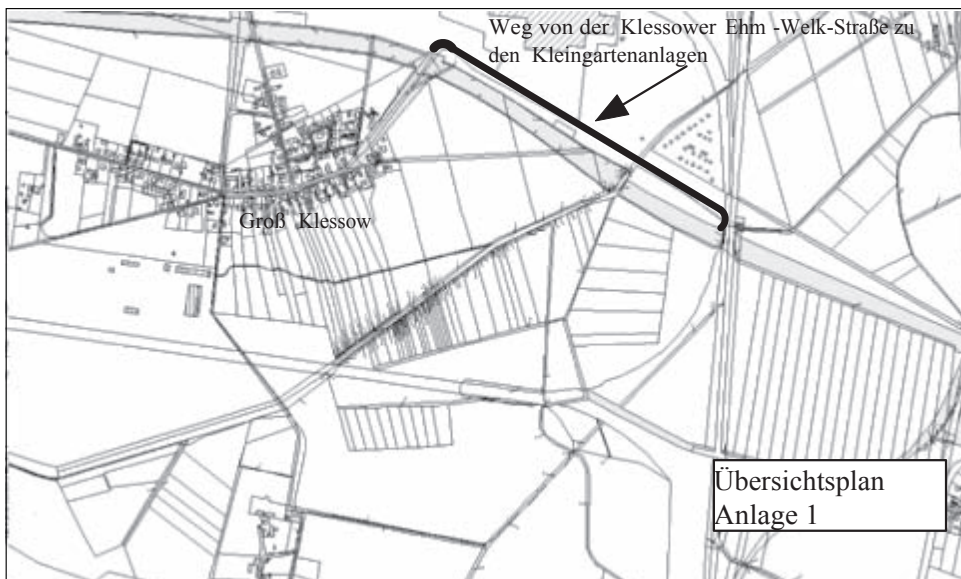 Weg von der Klessower Ehm -Welk-Straße zu
den Kleingartenanlagen
Groß Klessow
Übersichtsplan
Anlage 1